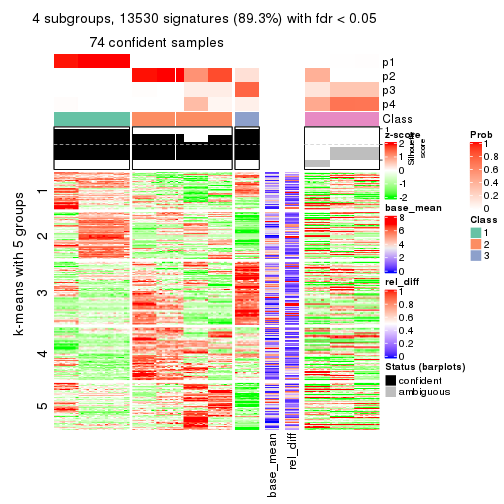 4 subgroups, 13530 signatures (89.3%) with fdr < 0.05
74 confident samples
p1
p2
p3
p4
Class
1
Silhouette
score
z-score
2
1
0
-1
-2
base_mean
8
6
4
2
0
rel_diff
1
0.8
0.6
0.4
0.2
0
Status (barplots)
confident
ambiguous
Prob
1
0.8
0.6
0.4
0.2
0
Class
1
2
3
k-means with 5 groups
1
2
3
4
5
base_mean
rel_diff